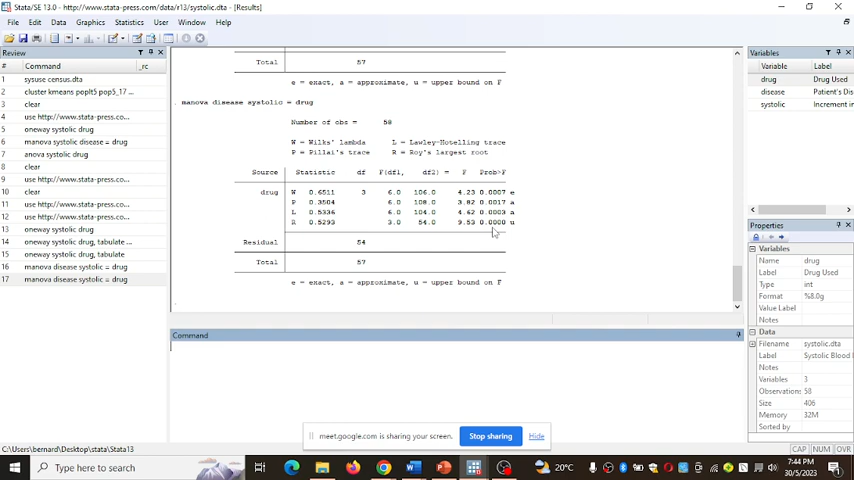 Stata/SE 13.0 - http://www.stata-press.com/data/r13/systolic.dta - [Results]
File Edit Data Graphics Statistics User Window Help
Review
# Command _rc
1 sysuse census.dta
2 cluster kmeans poplt5 pop5_17 ...
3 clear
4 use http://www.stata-press.co...
5 oneway systolic drug
6 manova systolic disease = drug
7 anova systolic drug
8 clear
9 use http://www.stata-press.co...
10 clear
11 use http://www.stata-press.co...
12 use http://www.stata-press.co...
13 oneway systolic drug
14 oneway systolic drug, tabulate ...
15 oneway systolic drug, tabulate
16 manova disease systolic = drug
17 manova disease systolic = drug
Total 57
e = exact, a = approximate, u = upper bound on F
. manova disease systolic = drug
Number of obs = 58
W = Wilks' lambda L = Lawley-Hotelling trace
P = Pillai's trace R = Roy's largest root
Source Statistic df F(df1, df2) = F Prob>F
drug W 0.6511 3 6.0 106.0 4.23 0.0007 e
P 0.3504 6.0 108.0 3.82 0.0017 a
L 0.5336 6.0 104.0 4.62 0.0003 a
R 0.5293 3.0 54.0 9.53 0.0000 u
Residual 54
Total 57
e = exact, a = approximate, u = upper bound on F
.
Command
Variables
Variable Label
drug Drug Used
disease Patient's Dis
systolic Increment in
Properties
Variables
Name drug
Label Drug Used
Type int
Format %8.0g
Value Label
Notes
Data
Filename systolic.dta
Label Systolic Blood I
Notes
Variables 3
Observations 58
Size 406
Memory 32M
Sorted by
meet.google.com is sharing your screen. Stop sharing Hide
C:\Users\bernard\Desktop\stata\Stata13
CAP NUM OVR
Type here to search
20°C
7:44 PM
30/5/2023